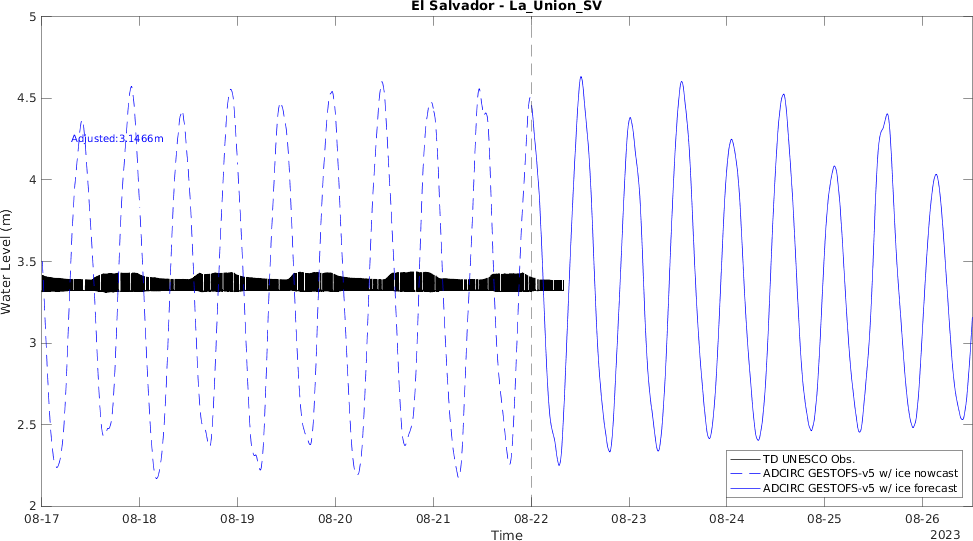 El Salvador - La_Union_SV
5
4.5
4
3.5
3
2.5
2
Water Level (m)
Adjusted:3.1466m
TD UNESCO Obs.
ADCIRC GESTOFS-v5 w/ ice nowcast
ADCIRC GESTOFS-v5 w/ ice forecast
08-17 08-18 08-19 08-20 08-21 08-22 08-23 08-24 08-25 08-26
Time
2023